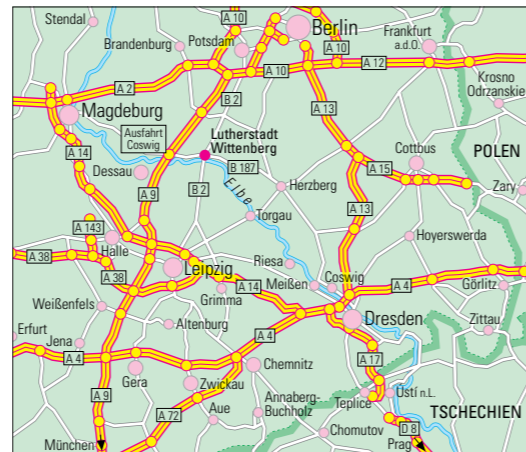 Stendal
A 10
Berlin
Brandenburg
Potsdam
A 10
Frankfurt
a.d.O.
A 2
B 2
A 10
A 12
Krosno
Odrzanskie
Magdeburg
A 13
Ausfahrt
Coswig
Lutherstadt
Wittenberg
A 14
Cottbus
POLEN
Dessau
B 187
A 15
A 9
B 2
Elbe
Herzberg
Zary
A 13
Torgau
A 143
Halle
Hoyerswerda
A 38
Leipzig
Riesa
A 38
A 14
Meißen
Coswig
A 4
Görlitz
Weißenfels
Grimma
Erfurt
Altenburg
Dresden
Jena
A 4
Zittau
A 4
A 17
Gera
Chemnitz
Zwickau
Teplice
Ústí n.L.
A 9
Annaberg-
Buchholz
A 72
Aue
TSCHECHIEN
Chomutov
D 8
München
Prag